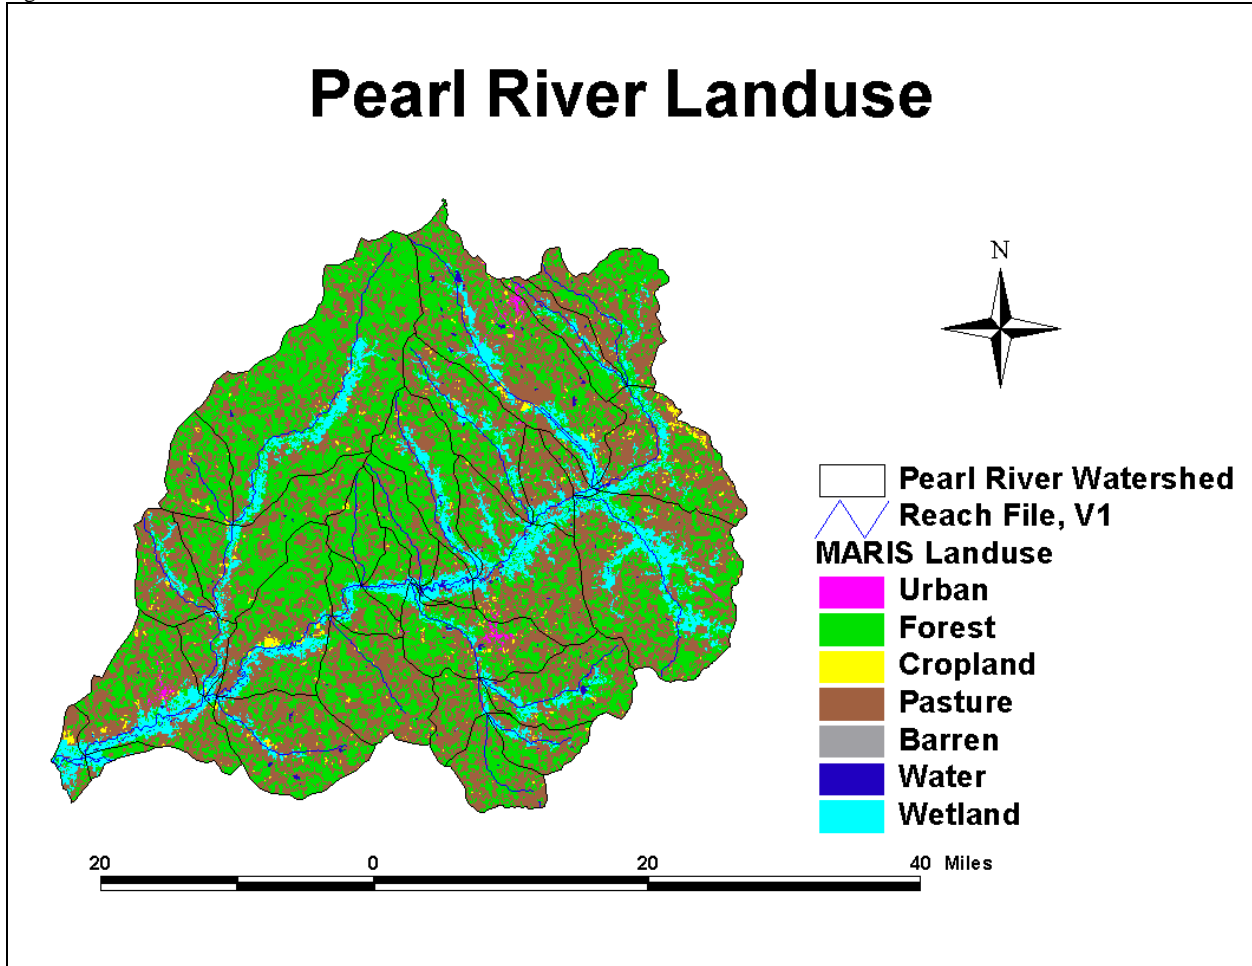 Pearl River Landuse
N
Pearl River Watershed
Reach File, V1
MARIS Landuse
Urban
Forest
Cropland
Pasture
Barren
Water
Wetland
20 0 20 40 Miles